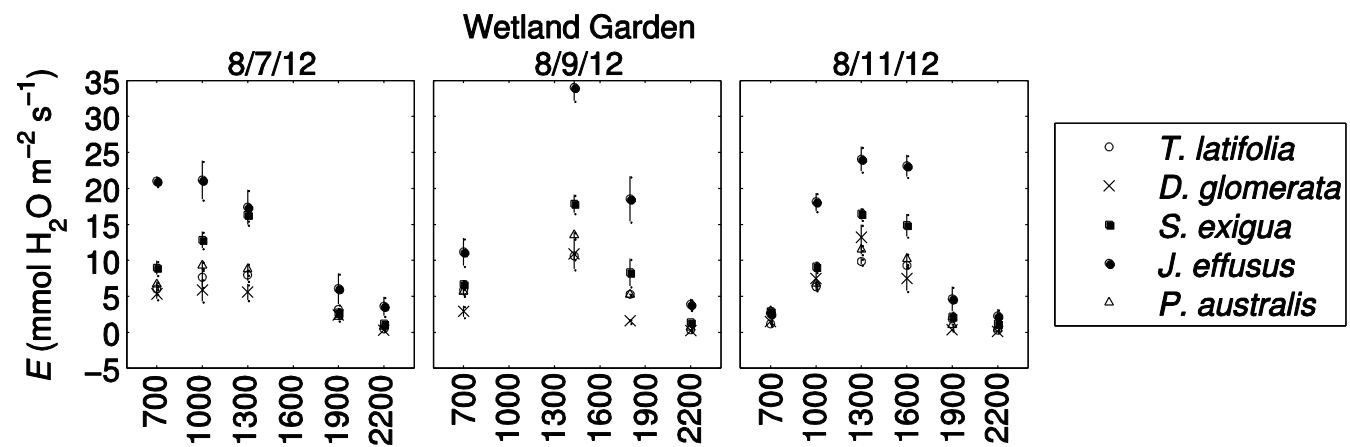 Wetland Garden
8/7/12 8/9/12 8/11/12
E (mmol H₂O m⁻² s⁻¹)
35
30
25
20
15
10
5
0
−5
700 1000 1300 1600 1900 2200 700 1000 1300 1600 1900 2200 700 1000 1300 1600 1900 2200
T. latifolia
D. glomerata
S. exigua
J. effusus
P. australis